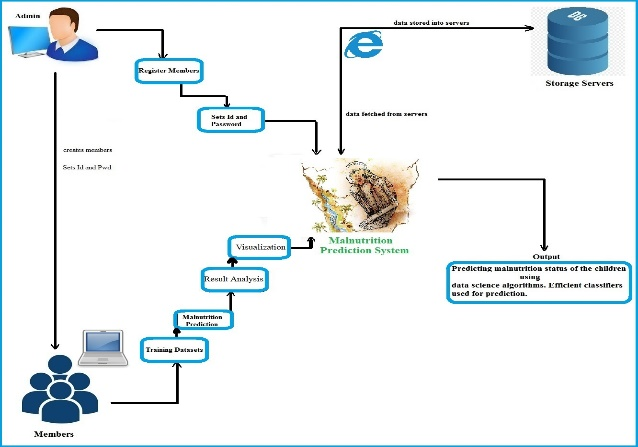 Admin
data stored into servers
DB
Register Members
Storage Servers
Sets Id and
Password
data fetched from servers
creates members
Sets Id and Pwd
Malnutrition
Prediction System
Visualization
Output
Predicting malnutrition status of the children
using
data science algorithms. Efficient classifiers
used for prediction.
Result Analysis
Malnutrition
Prediction
Training Datasets
Members